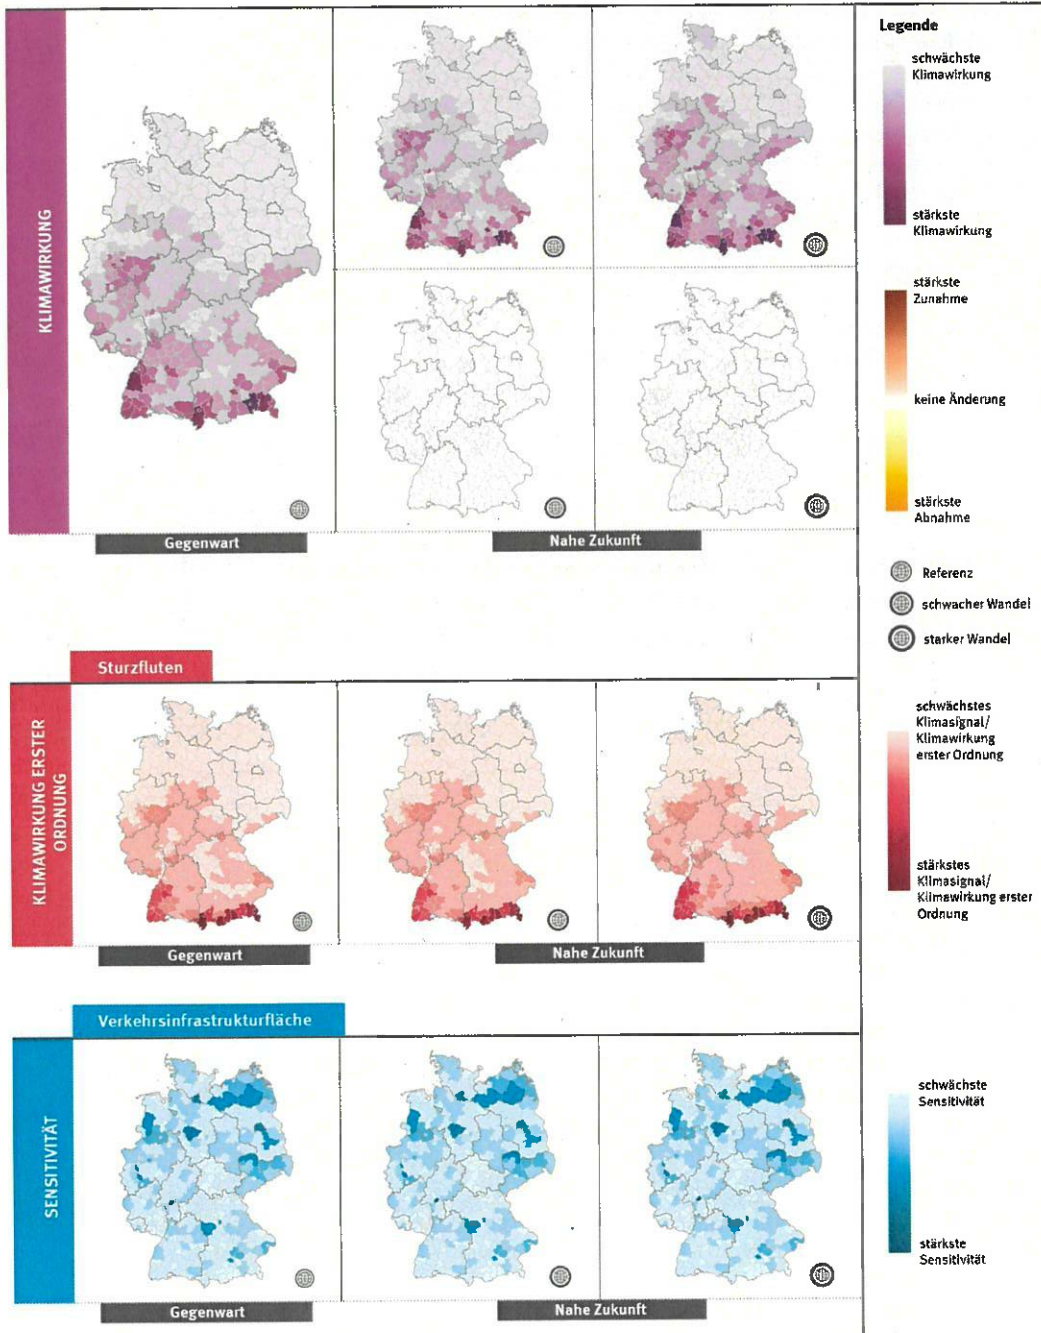 KLIMAWIRKUNG
Gegenwart
Nahe Zukunft
Legende
schwächste
Klimawirkung
stärkste
Klimawirkung
stärkste
Zunahme
keine Änderung
stärkste
Abnahme
Referenz
schwacher Wandel
starker Wandel
Sturzfluten
KLIMAWIRKUNG ERSTER
ORDNUNG
Gegenwart
Nahe Zukunft
schwächstes
Klimasignal/
Klimawirkung
erster Ordnung
stärkstes
Klimasignal/
Klimawirkung erster
Ordnung
Verkehrsinfrastrukturfläche
SENSITIVITÄT
Gegenwart
Nahe Zukunft
schwächste
Sensitivität
stärkste
Sensitivität